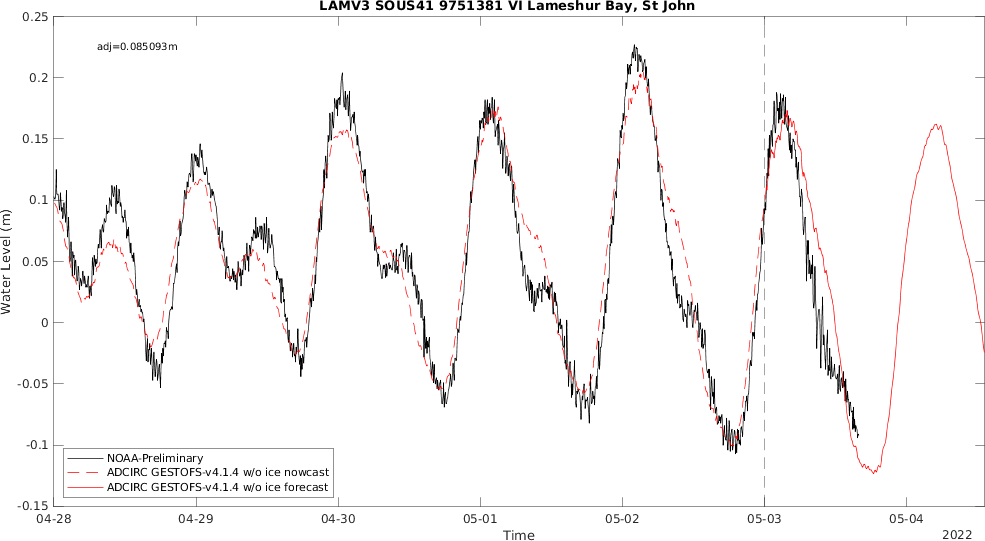 LAMV3 SOUS41 9751381 VI Lameshur Bay, St John
adj=0.085093m
Water Level (m)
0.25
0.2
0.15
0.1
0.05
0
-0.05
-0.1
-0.15
NOAA-Preliminary
ADCIRC GESTOFS-v4.1.4 w/o ice nowcast
ADCIRC GESTOFS-v4.1.4 w/o ice forecast
04-28 04-29 04-30 05-01 05-02 05-03 05-04
Time
2022